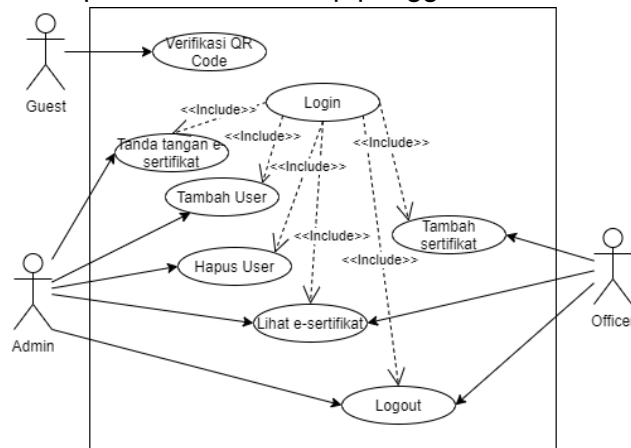 Verifikasi QR
Code
Guest
Login
<<Include>>
Tanda tangan e-
sertifikat
<<Include>>
<<Include>>
<<Include>>
Tambah User
Tambah
sertifikat
<<Include>>
Hapus User
<<Include>>
Lihat e-sertifikat
Admin
Officer
Logout